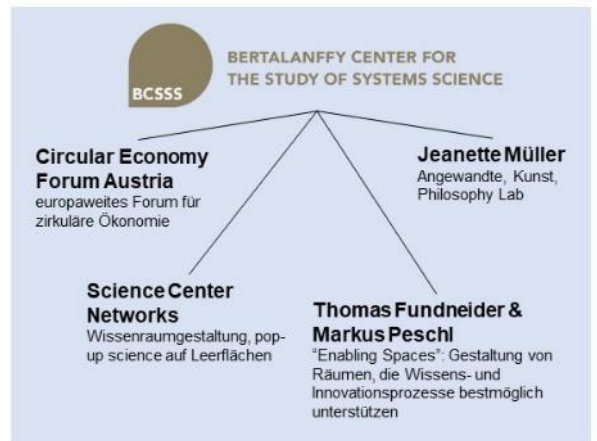 BCSSS
BERTALANFFY CENTER FOR
THE STUDY OF SYSTEMS SCIENCE
Circular Economy
Forum Austria
europaweites Forum für
zirkuläre Ökonomie
Jeanette Müller
Angewandte, Kunst,
Philosophy Lab
Science Center
Networks
Wissenraumgestaltung, pop-
up science auf Leerflächen
Thomas Fundneider &
Markus Peschl
"Enabling Spaces": Gestaltung von
Räumen, die Wissens- und
Innovationsprozesse bestmöglich
unterstützen